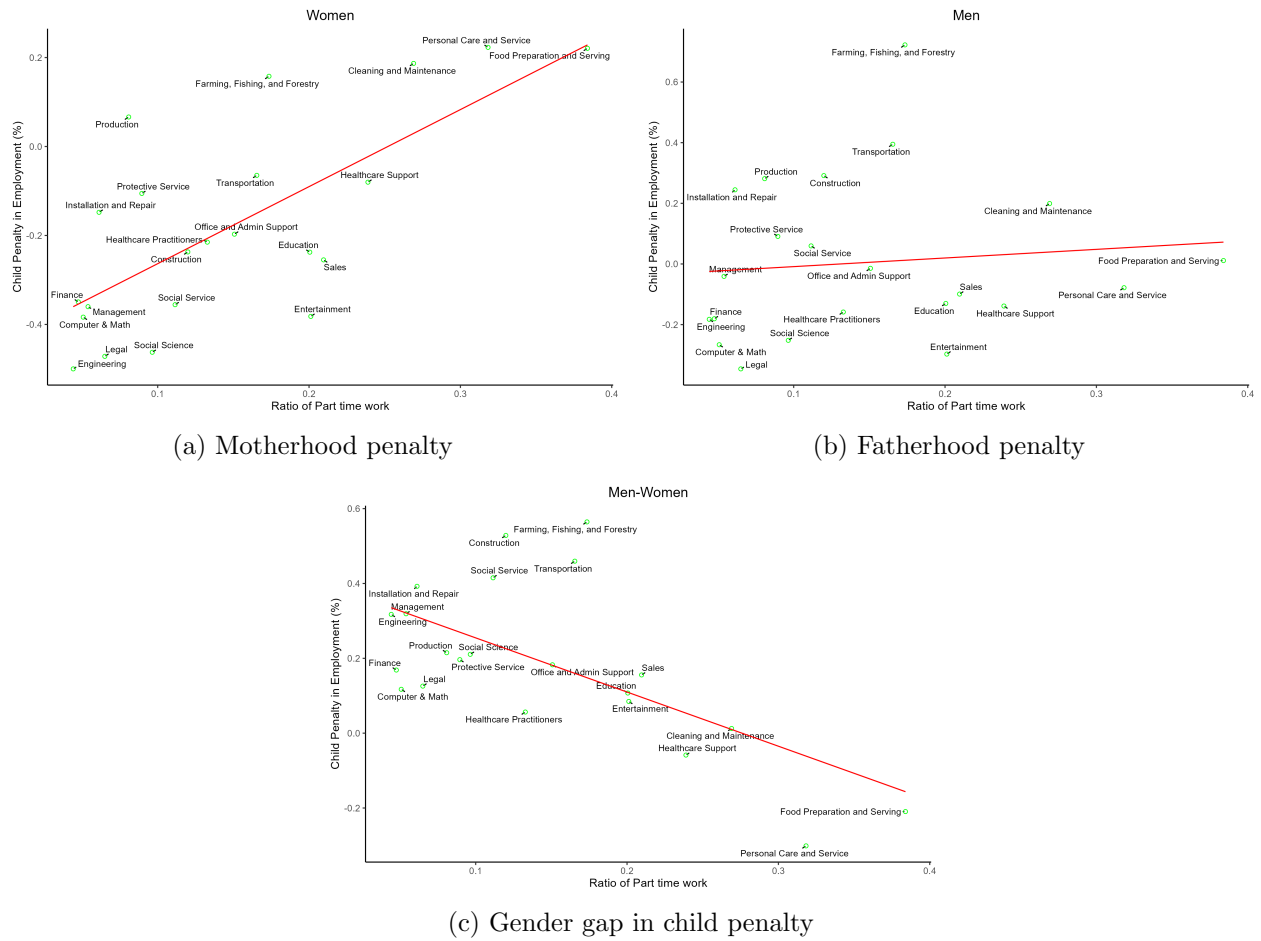 Women
Child Penalty in Employment (%)
0.2
0.0
-0.2
-0.4
Personal Care and Service
Food Preparation and Serving
Cleaning and Maintenance
Farming, Fishing, and Forestry
Production
Transportation
Healthcare Support
Protective Service
Installation and Repair
Office and Admin Support
Healthcare Practitioners
Education
Construction
Sales
Finance
Social Service
Management
Entertainment
Computer & Math
Legal
Social Science
Engineering
0.1
0.2
0.3
0.4
Ratio of Part time work
(a) Motherhood penalty
Men
Child Penalty in Employment (%)
0.6
0.4
0.2
0.0
-0.2
Farming, Fishing, and Forestry
Transportation
Production
Construction
Installation and Repair
Cleaning and Maintenance
Protective Service
Social Service
Food Preparation and Serving
Management
Office and Admin Support
Sales
Personal Care and Service
Education
Healthcare Support
Finance
Healthcare Practitioners
Engineering
Social Science
Entertainment
Computer & Math
Legal
0.1
0.2
0.3
0.4
Ratio of Part time work
(b) Fatherhood penalty
Men-Women
Child Penalty in Employment (%)
0.6
0.4
0.2
0.0
-0.2
Farming, Fishing, and Forestry
Construction
Transportation
Social Service
Installation and Repair
Management
Engineering
Production
Social Science
Finance
Protective Service
Office and Admin Support
Sales
Legal
Education
Computer & Math
Entertainment
Healthcare Practitioners
Cleaning and Maintenance
Healthcare Support
Food Preparation and Serving
Personal Care and Service
0.1
0.2
0.3
0.4
Ratio of Part time work
(c) Gender gap in child penalty